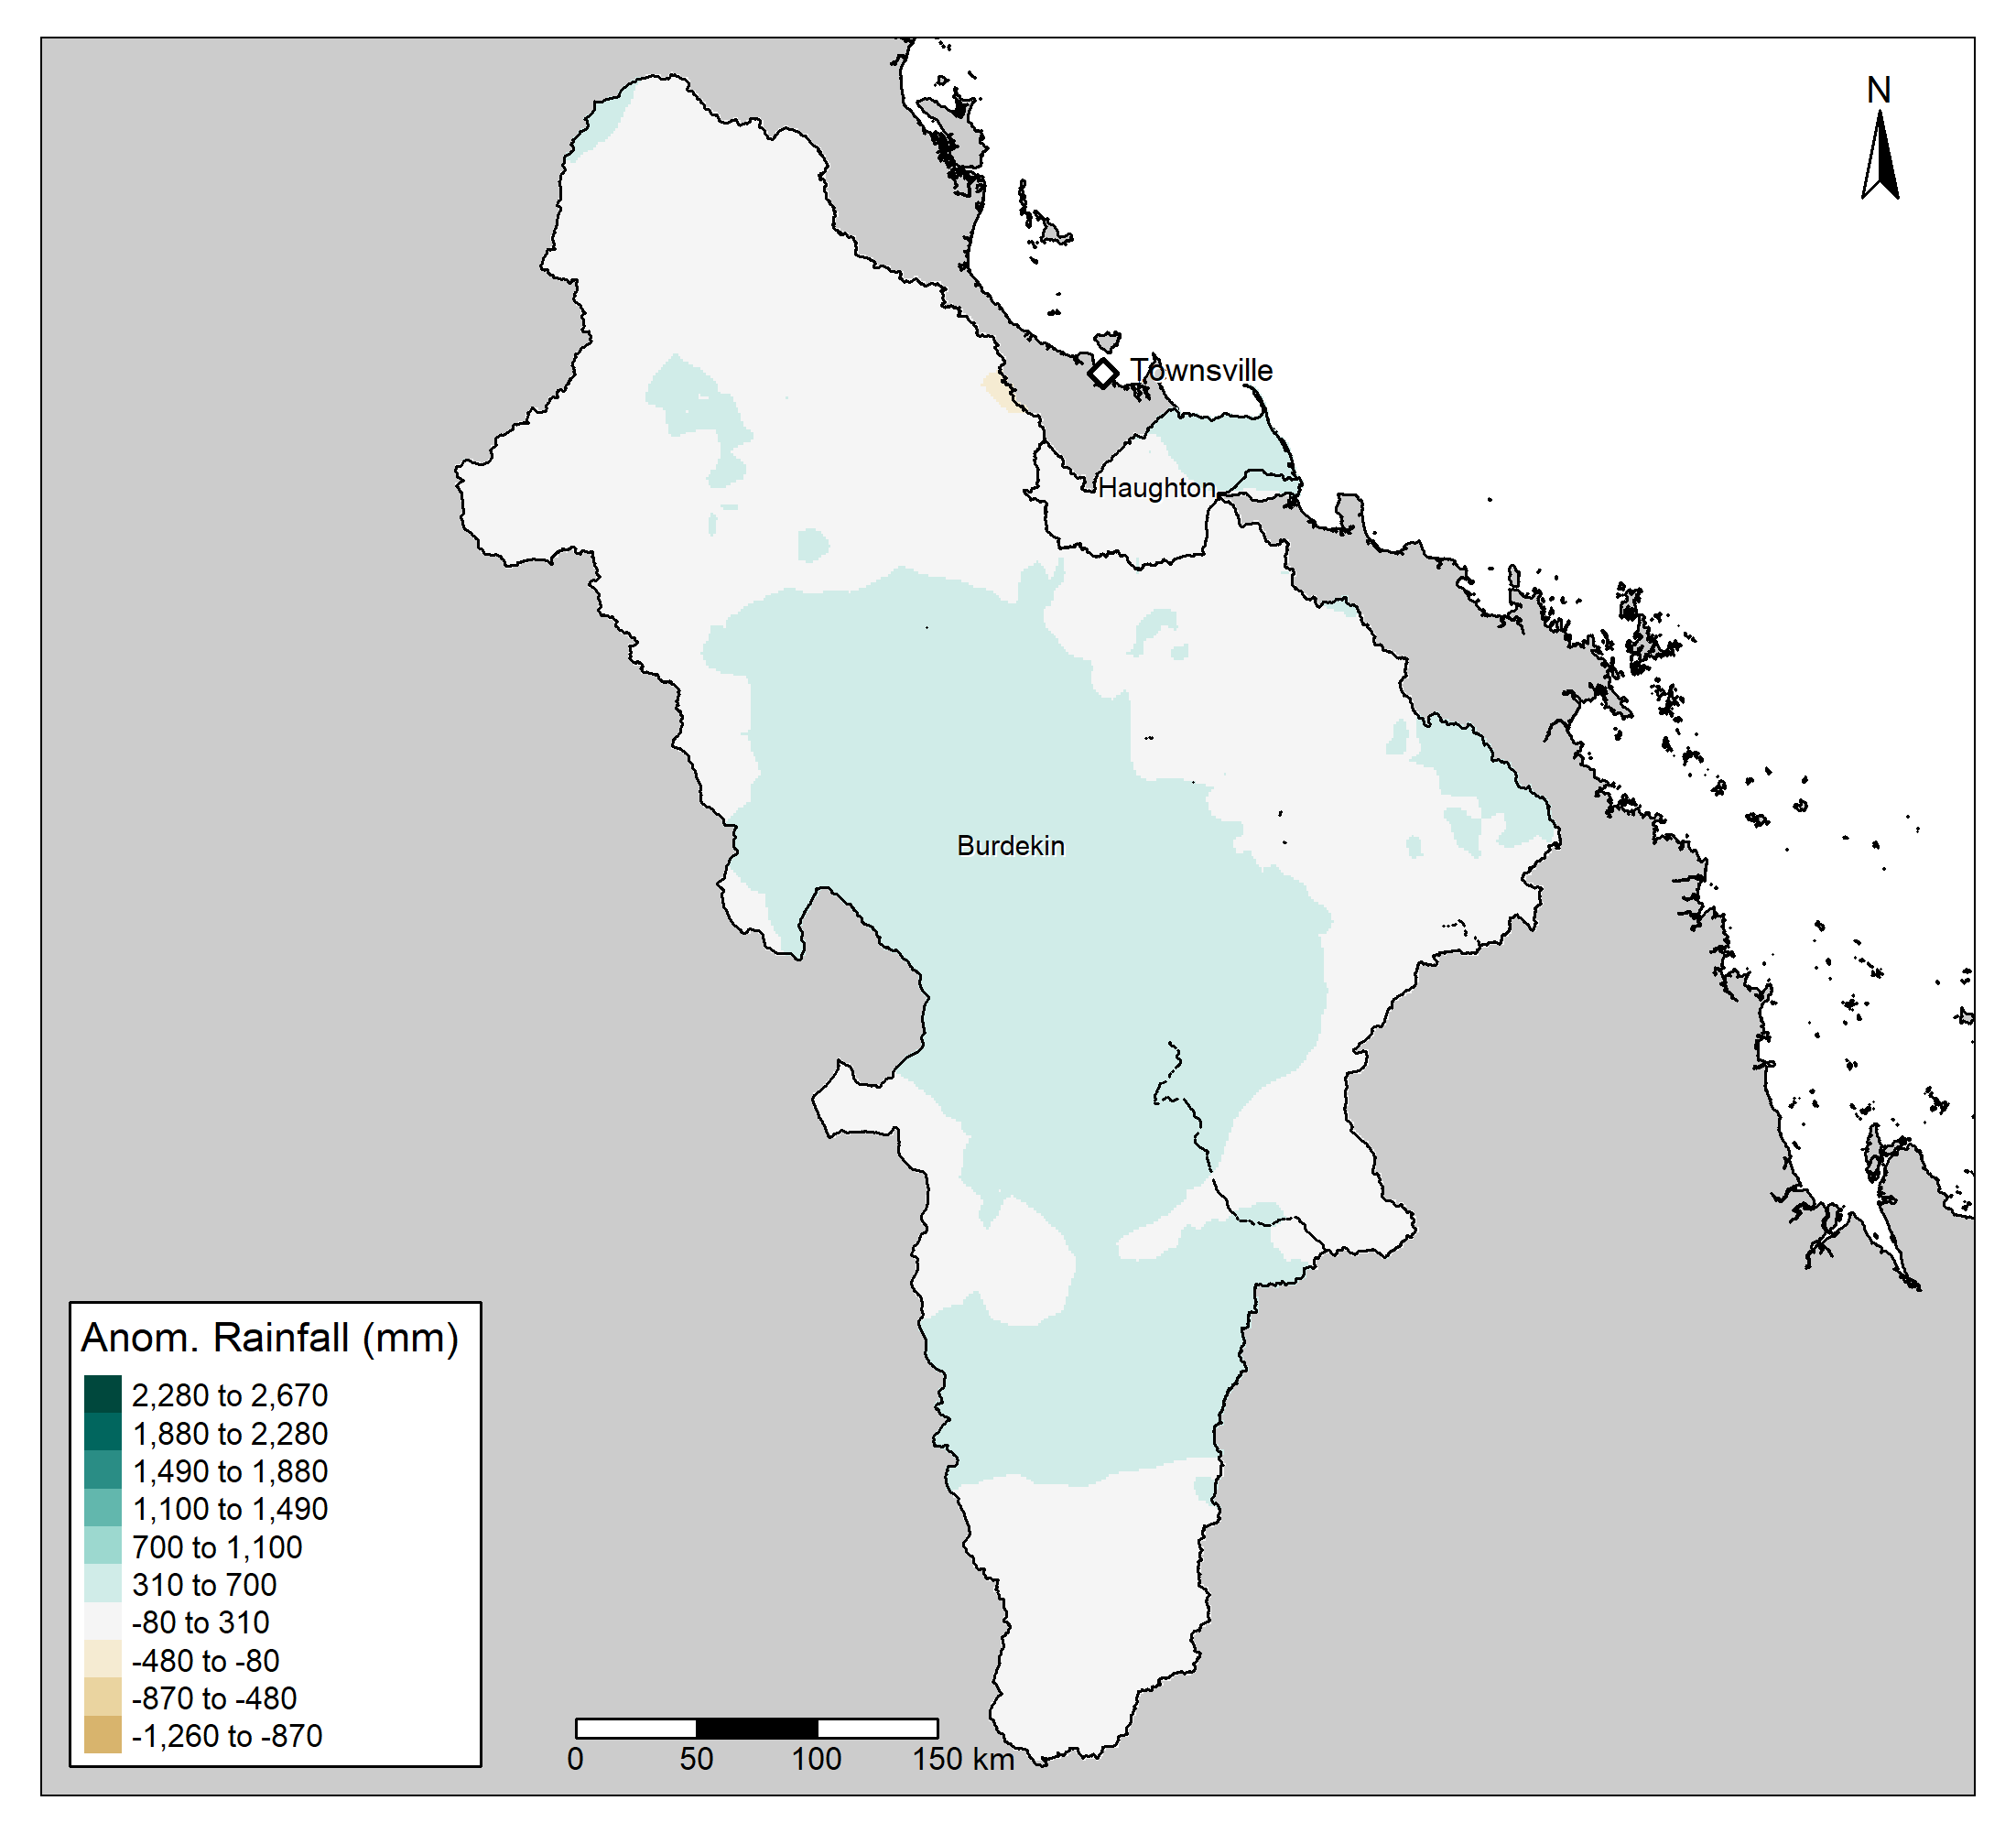 N
Townsville
Haughton
Burdekin
Anom. Rainfall (mm)
2,280 to 2,670
1,880 to 2,280
1,490 to 1,880
1,100 to 1,490
700 to 1,100
310 to 700
-80 to 310
-480 to -80
-870 to -480
-1,260 to -870
0 50 100 150 km